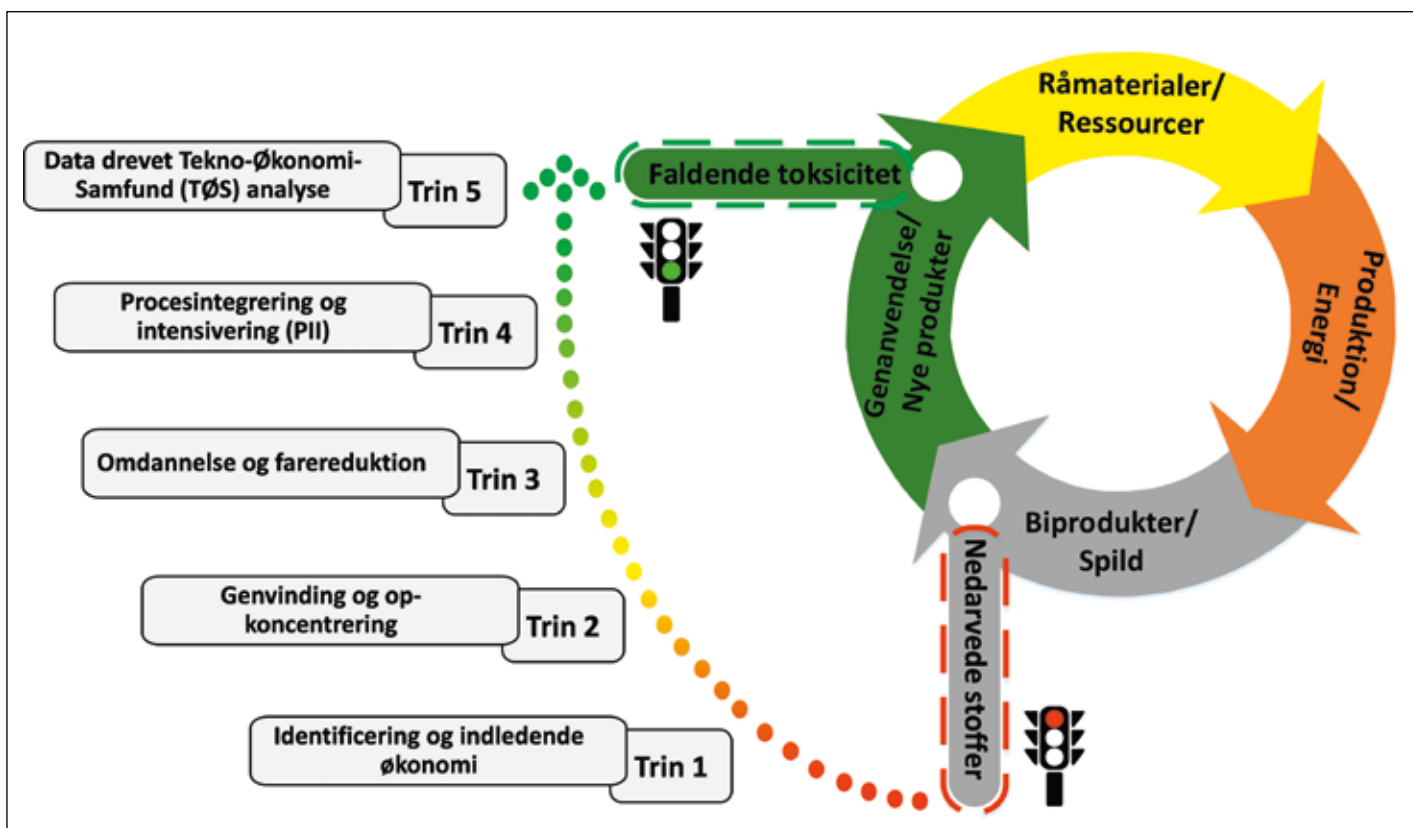 Data drevet Tekno-Økonomi-
Samfund (TØS) analyse
Trin 5
Procesintegrering og
intensivering (PII)
Trin 4
Omdannelse og farereduktion
Trin 3
Genvinding og op-
koncentrering
Trin 2
Identificering og indledende
økonomi
Trin 1
Faldende toksicitet
Råmaterialer/
Ressourcer
Produktion/
Energi
Biprodukter/
Spild
Genanvendelse/
Nye produkter
Nedarvede stoffer